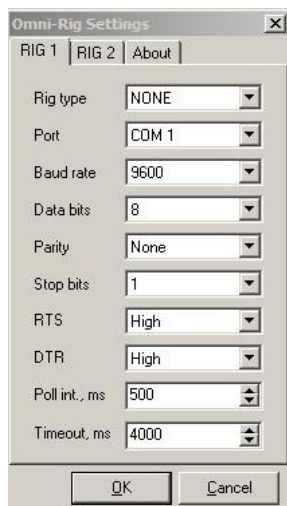 Omni-Rig Settings
RIG 1 RIG 2 About
Rig type NONE
Port COM 1
Baud rate 9600
Data bits 8
Parity None
Stop bits 1
RTS High
DTR High
Poll int., ms 500
Timeout, ms 4000
OK Cancel